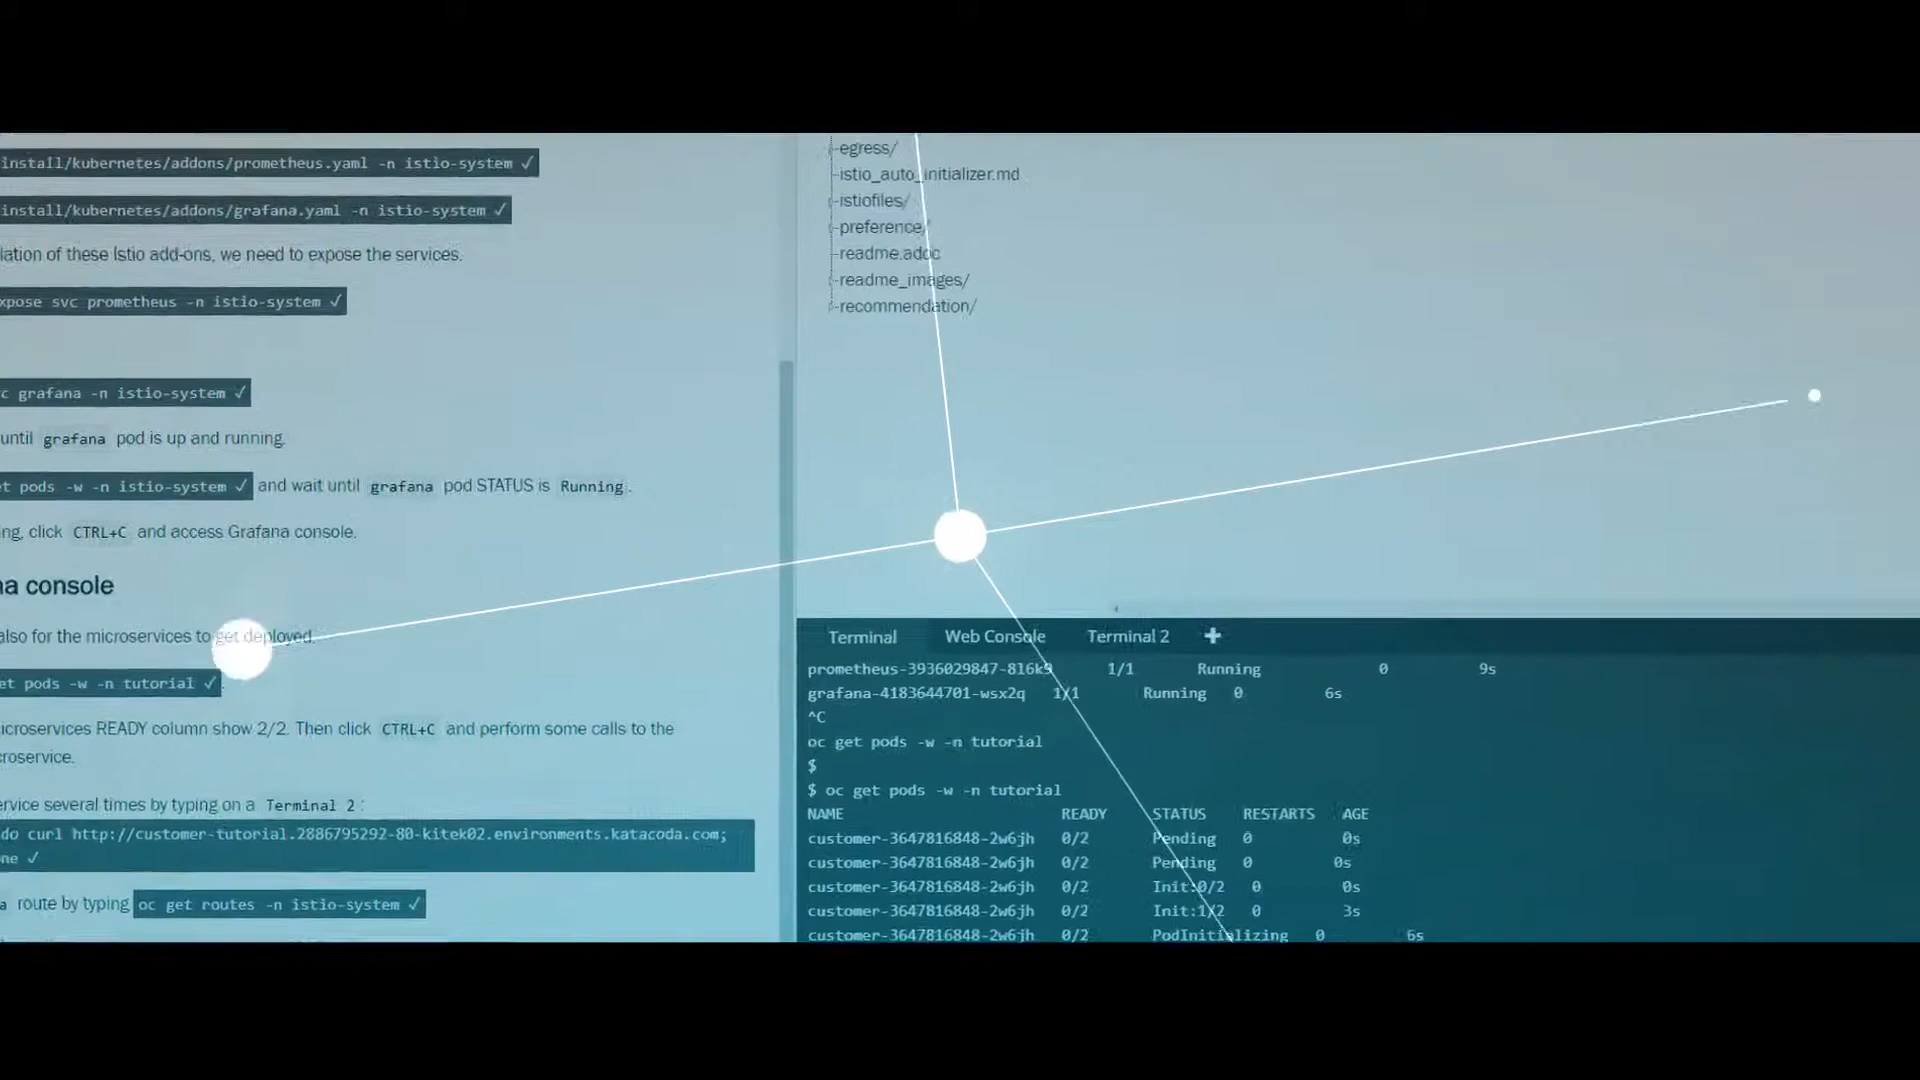 install/kubernetes/addons/prometheus.yaml -n istio-system ✓
install/kubernetes/addons/grafana.yaml -n istio-system ✓
lation of these Istio add-ons, we need to expose the services.
xpose svc prometheus -n istio-system ✓
c grafana -n istio-system ✓
until grafana pod is up and running.
et pods -w -n istio-system ✓ and wait until grafana pod STATUS is Running.
ing, click CTRL+C and access Grafana console.
na console
also for the microservices to get deployed.
et pods -w -n tutorial ✓.
icroservices READY column show 2/2. Then click CTRL+C and perform some calls to the
croservice.
ervice several times by typing on a Terminal 2:
do curl http://customer-tutorial.2886795292-80-kitek02.environments.katacoda.com;
one ✓
a route by typing oc get routes -n istio-system ✓
-egress/
-istio_auto_initializer.md
-istiofiles/
-preference/
-readme.adoc
-readme_images/
-recommendation/
Terminal Web Console Terminal 2 +
prometheus-3936029847-816k9 1/1 Running 0 9s
grafana-4183644701-wsx2q 1/1 Running 0 6s
^C
oc get pods -w -n tutorial
$
$ oc get pods -w -n tutorial
NAME READY STATUS RESTARTS AGE
customer-3647816848-2w6jh 0/2 Pending 0 0s
customer-3647816848-2w6jh 0/2 Pending 0 0s
customer-3647816848-2w6jh 0/2 Init:0/2 0 0s
customer-3647816848-2w6jh 0/2 Init:1/2 0 3s
customer-3647816848-2w6jh 0/2 PodInitializing 0 6s